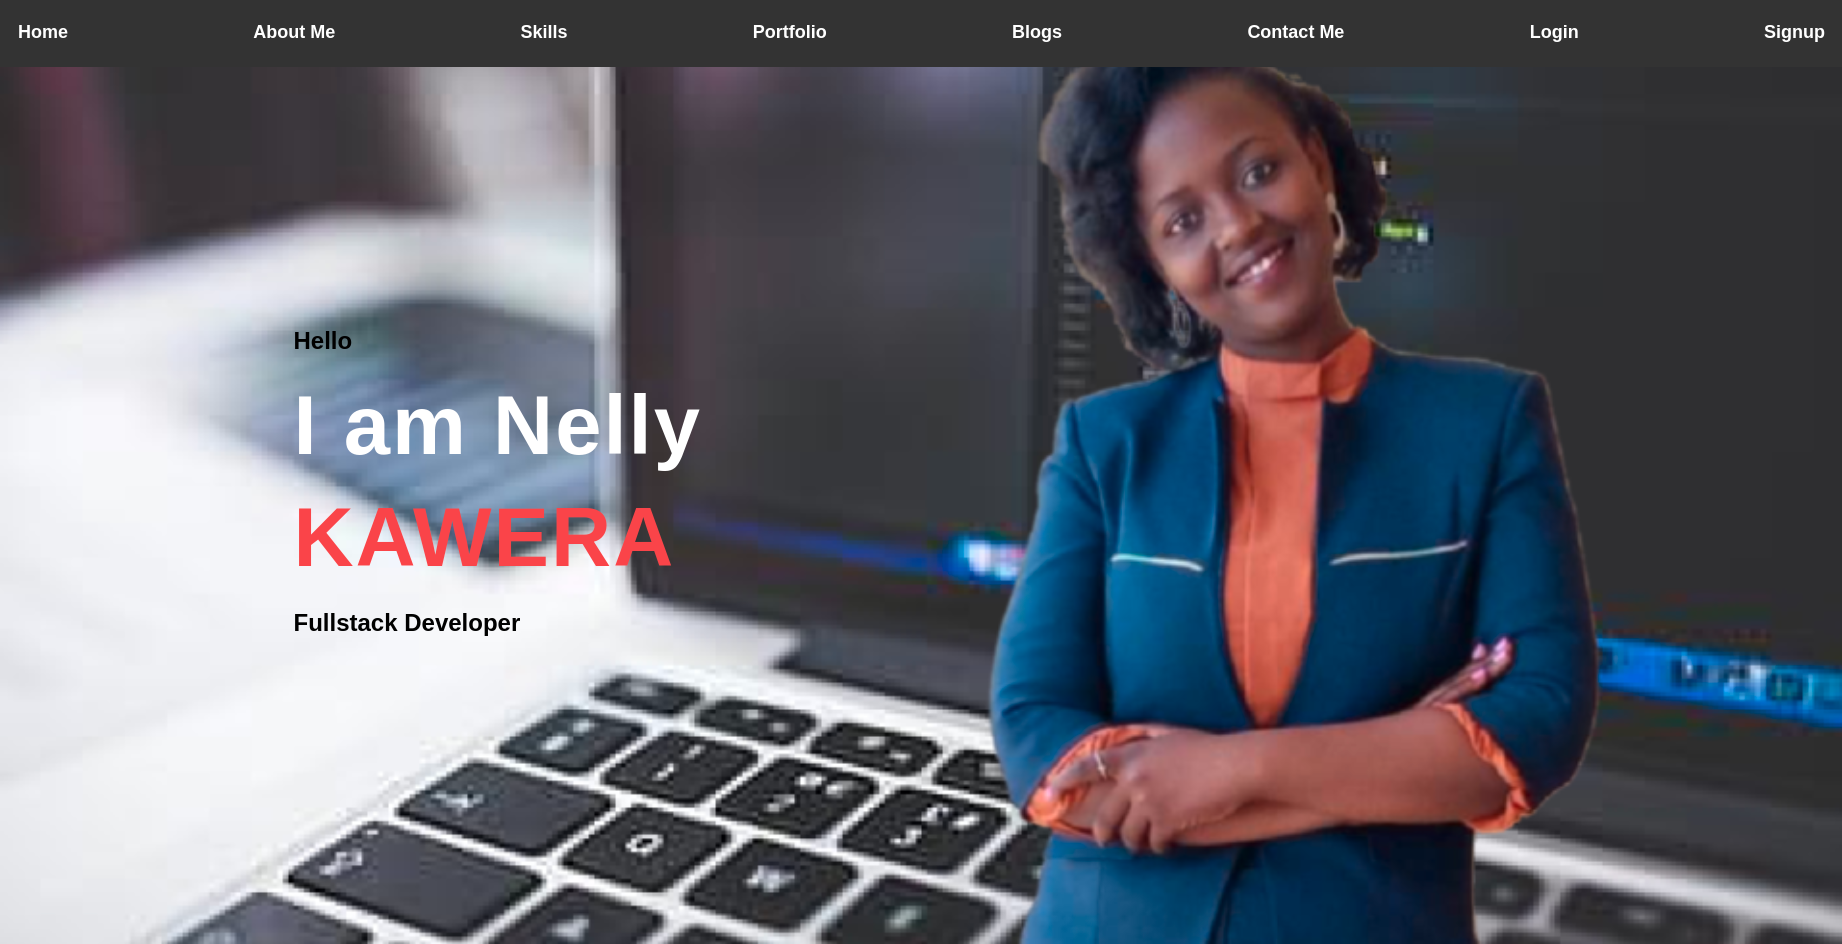 Home About Me Skills Portfolio Blogs Contact Me Login Signup
Hello
I am Nelly
KAWERA
Fullstack Developer